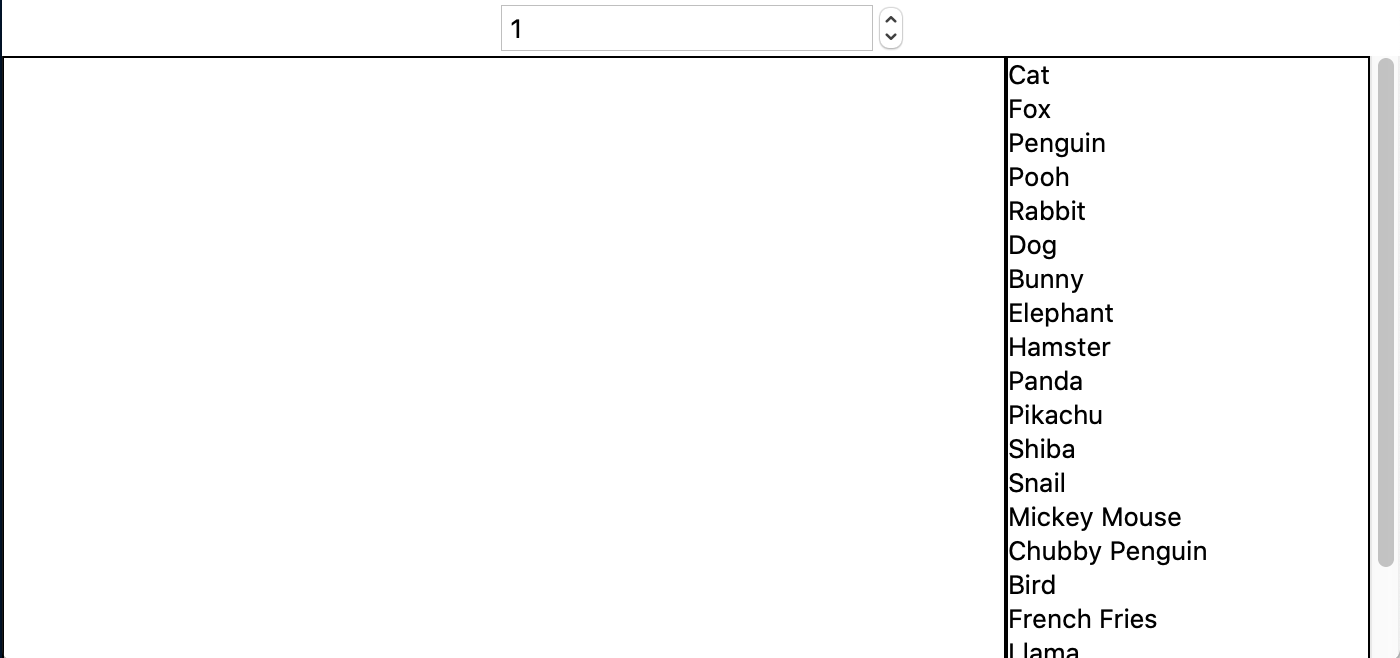 1
Cat
Fox
Penguin
Pooh
Rabbit
Dog
Bunny
Elephant
Hamster
Panda
Pikachu
Shiba
Snail
Mickey Mouse
Chubby Penguin
Bird
French Fries
Llama